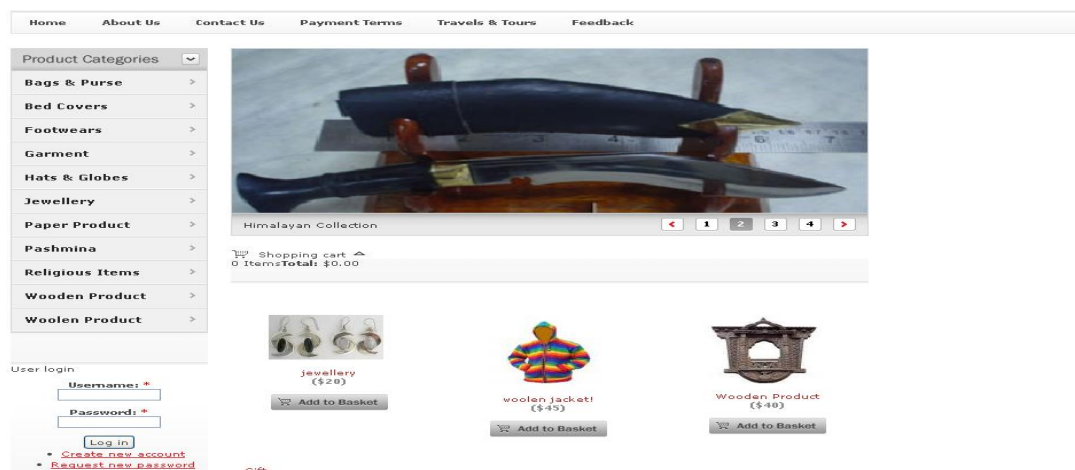 Home About Us Contact Us Payment Terms Travels & Tours Feedback
Product Categories
Bags & Purse
Bed Covers
Footwears
Garment
Hats & Globes
Jewellery
Paper Product
Pashmina
Religious Items
Wooden Product
Woolen Product
User login
Username: *
Password: *
Log in
Create new account
Request new password
Himalayan Collection
1 2 3 4
Shopping cart
0 ItemsTotal: $0.00
jewellery
($20)
Add to Basket
woolen jacket!
($45)
Add to Basket
Wooden Product
($40)
Add to Basket